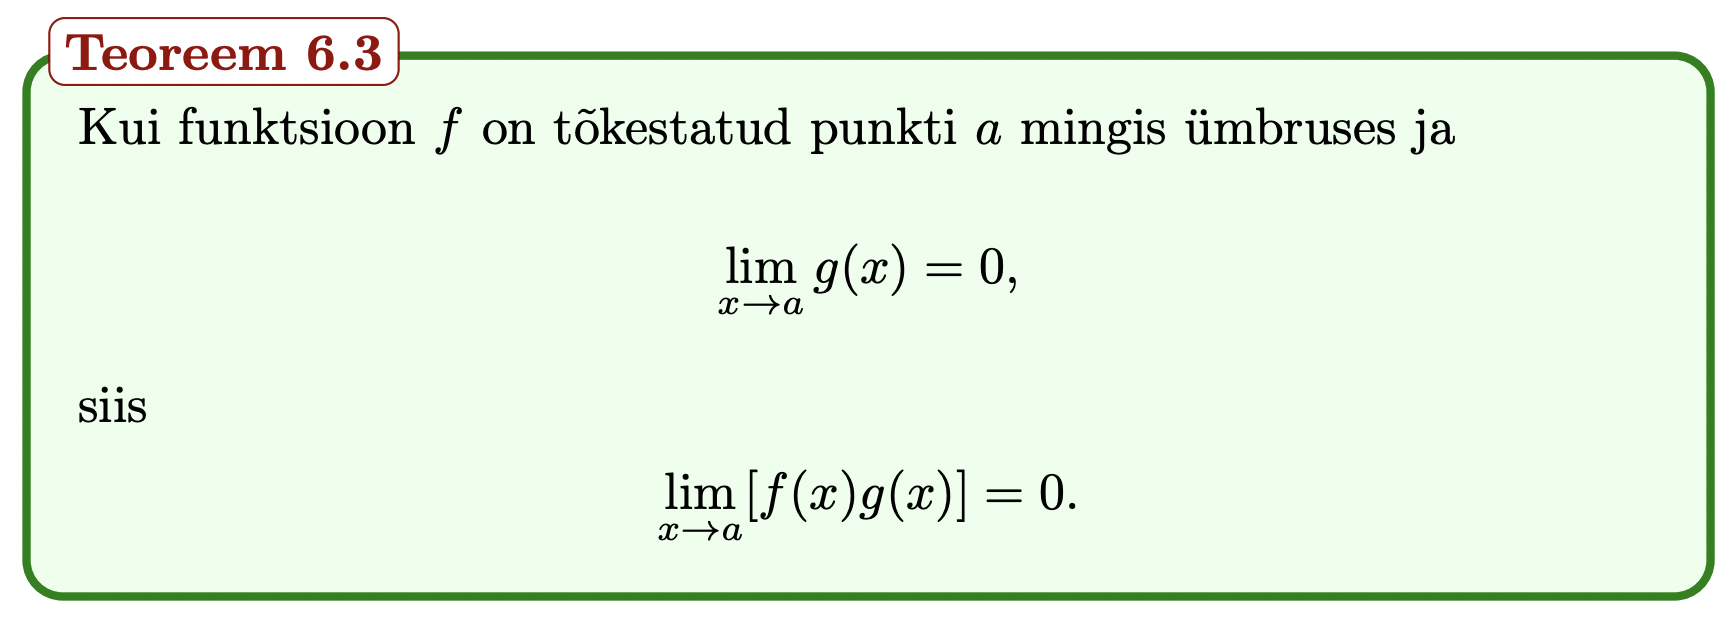 Teoreem 6.3
Kui funktsioon f on tõkestatud punkti a mingis ümbruses ja
lim g(x) = 0,
x→a
siis
lim [f(x)g(x)] = 0.
x→a